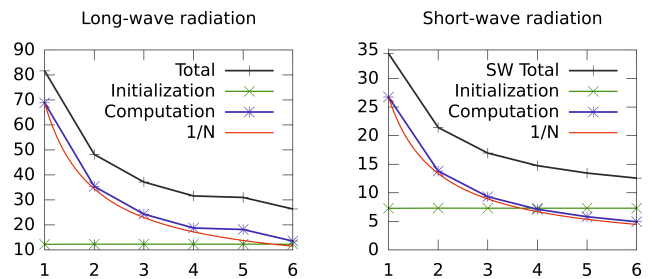 Long-wave radiation
90
80
70
60
50
40
30
20
10
1 2 3 4 5 6
Total
Initialization
Computation
1/N
Short-wave radiation
35
30
25
20
15
10
5
0
1 2 3 4 5 6
SW Total
Initialization
Computation
1/N